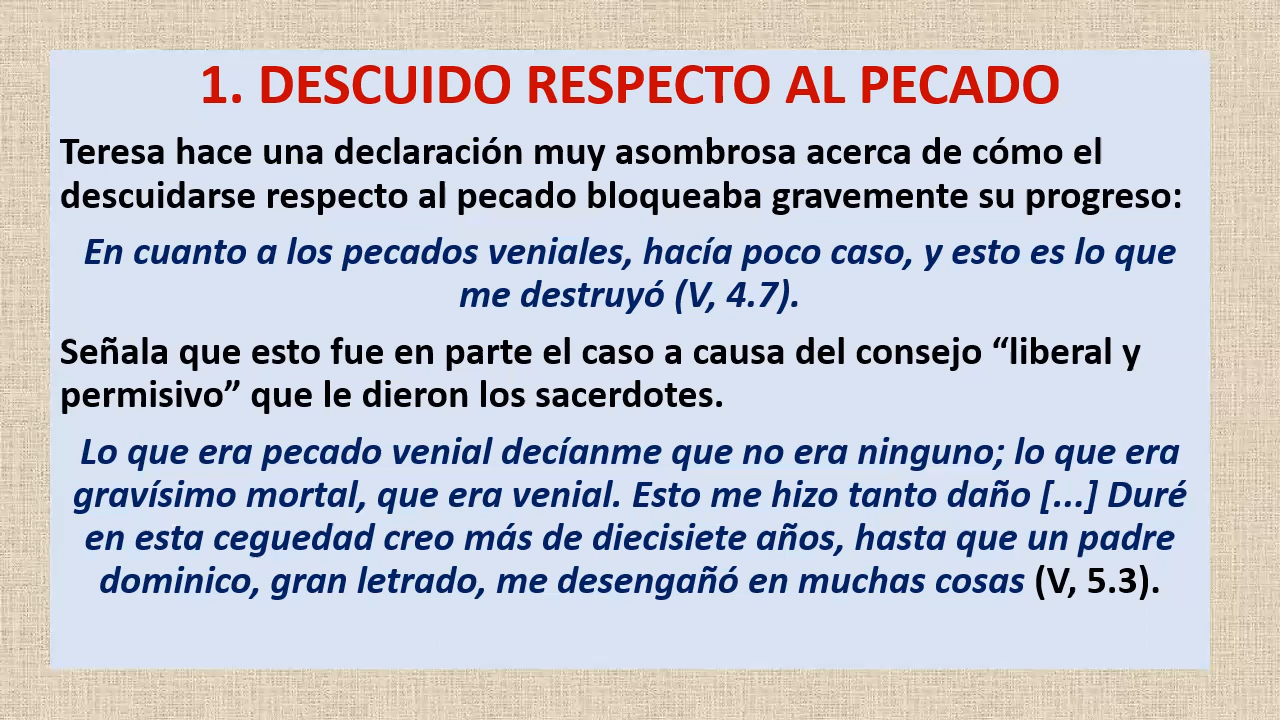 1. DESCUIDO RESPECTO AL PECADO
Teresa hace una declaración muy asombrosa acerca de cómo el
descuidarse respecto al pecado bloqueaba gravemente su progreso:
En cuanto a los pecados veniales, hacía poco caso, y esto es lo que
me destruyó (V, 4.7).
Señala que esto fue en parte el caso a causa del consejo “liberal y
permisivo” que le dieron los sacerdotes.
Lo que era pecado venial decíanme que no era ninguno; lo que era
gravísimo mortal, que era venial. Esto me hizo tanto daño [...] Duré
en esta ceguedad creo más de diecisiete años, hasta que un padre
dominico, gran letrado, me desengañó en muchas cosas (V, 5.3).